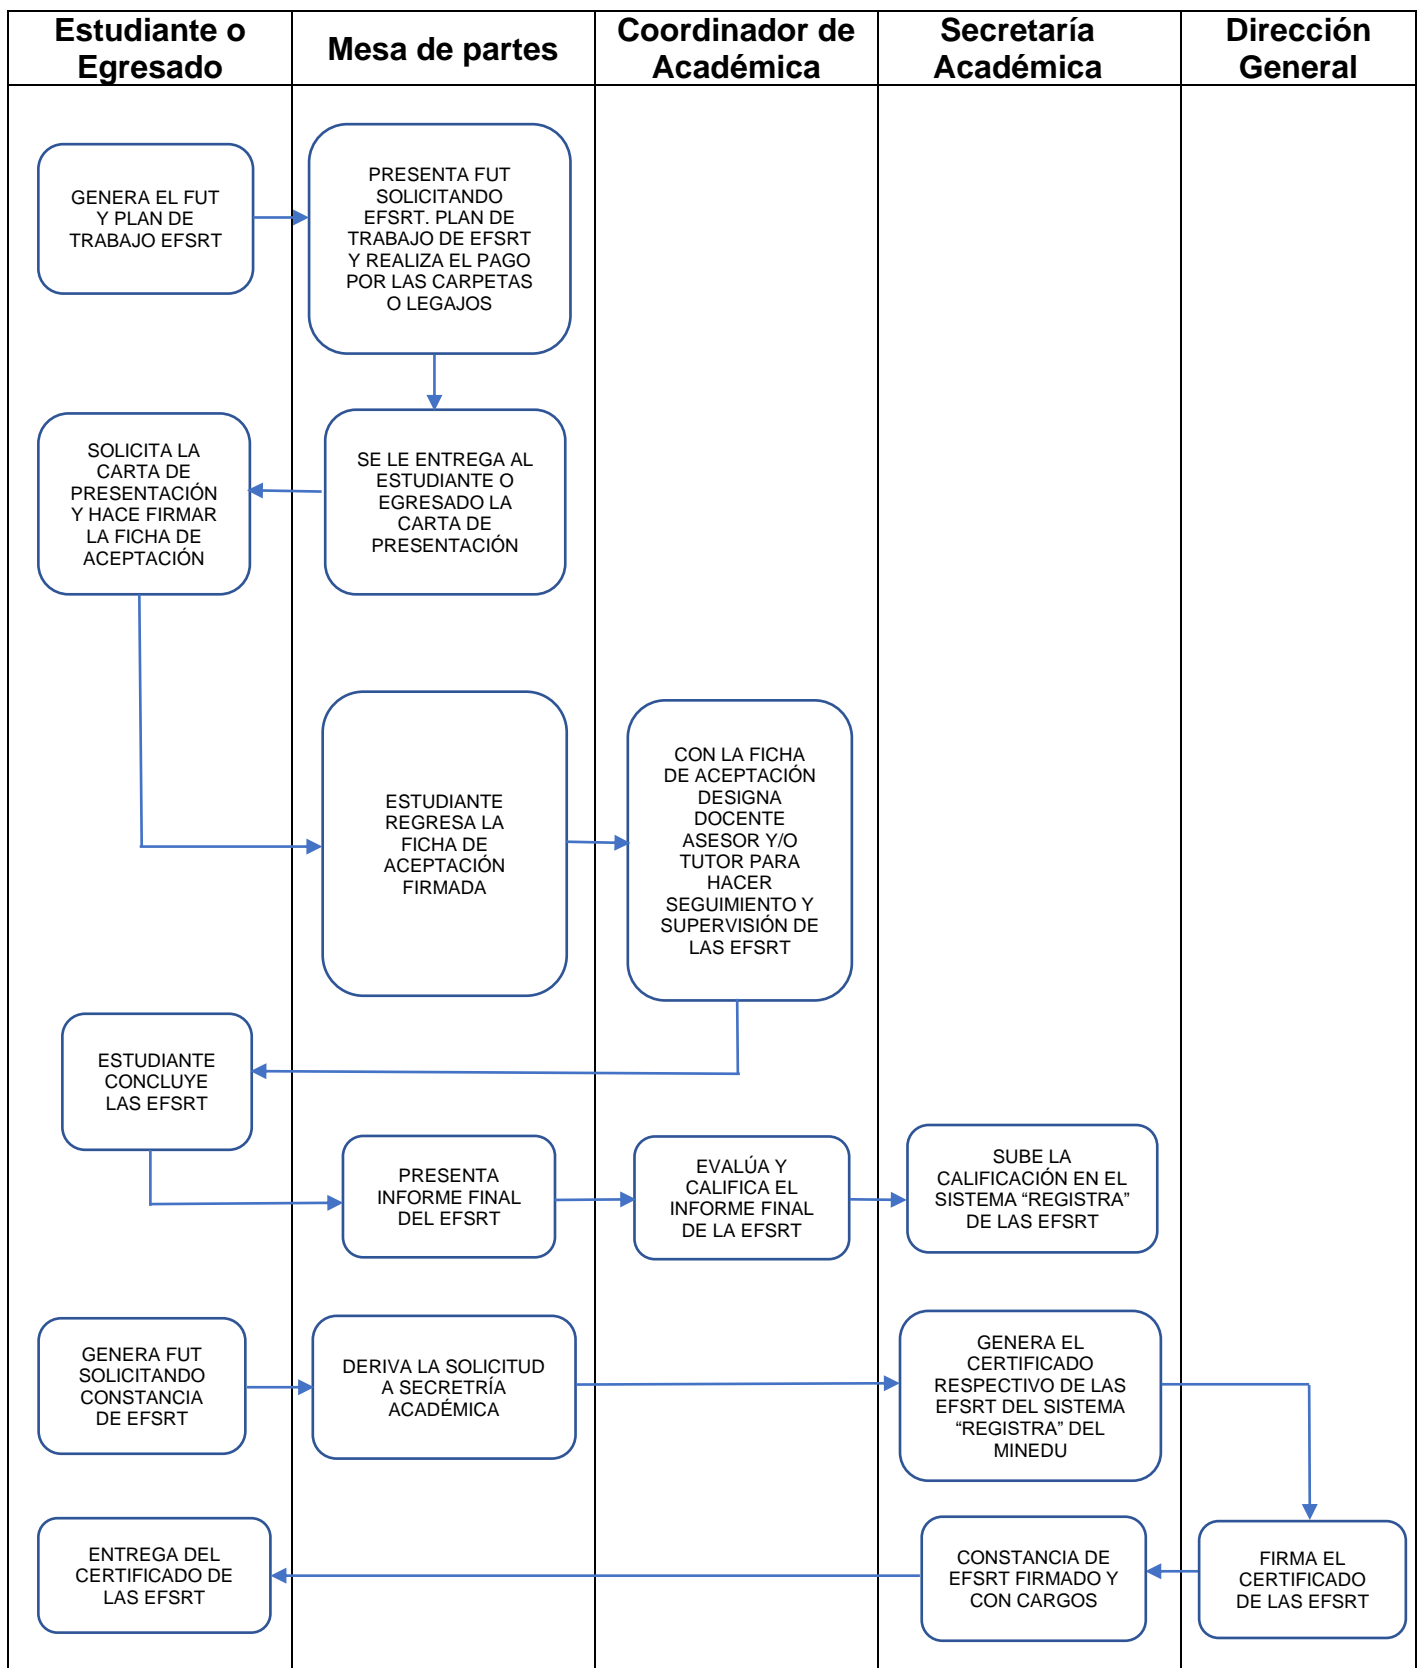 Estudiante o
Egresado
Mesa de partes
Coordinador de
Académica
Secretaría
Académica
Dirección
General
GENERA EL FUT
Y PLAN DE
TRABAJO EFSRT
PRESENTA FUT
SOLICITANDO
EFSRT. PLAN DE
TRABAJO DE EFSRT
Y REALIZA EL PAGO
POR LAS CARPETAS
O LEGAJOS
SOLICITA LA
CARTA DE
PRESENTACIÓN
Y HACE FIRMAR
LA FICHA DE
ACEPTACIÓN
SE LE ENTREGA AL
ESTUDIANTE O
EGRESADO LA
CARTA DE
PRESENTACIÓN
ESTUDIANTE
REGRESA LA
FICHA DE
ACEPTACIÓN
FIRMADA
CON LA FICHA
DE ACEPTACIÓN
DESIGNA
DOCENTE
ASESOR Y/O
TUTOR PARA
HACER
SEGUIMIENTO Y
SUPERVISIÓN DE
LAS EFSRT
ESTUDIANTE
CONCLUYE
LAS EFSRT
PRESENTA
INFORME FINAL
DEL EFSRT
EVALÚA Y
CALIFICA EL
INFORME FINAL
DE LA EFSRT
SUBE LA
CALIFICACIÓN EN EL
SISTEMA “REGISTRA”
DE LAS EFSRT
GENERA FUT
SOLICITANDO
CONSTANCIA
DE EFSRT
DERIVA LA SOLICITUD
A SECRETRÍA
ACADÉMICA
GENERA EL
CERTIFICADO
RESPECTIVO DE LAS
EFSRT DEL SISTEMA
“REGISTRA” DEL
MINEDU
ENTREGA DEL
CERTIFICADO DE
LAS EFSRT
CONSTANCIA DE
EFSRT FIRMADO Y
CON CARGOS
FIRMA EL
CERTIFICADO
DE LAS EFSRT